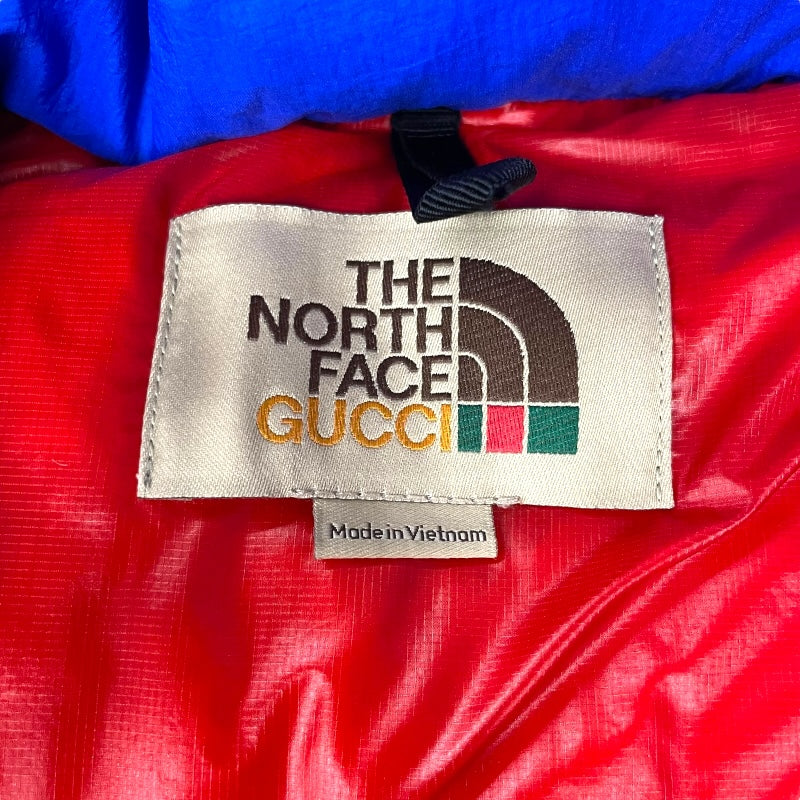 THE
NORTH
FACE
GUCCI
Made in Vietnam